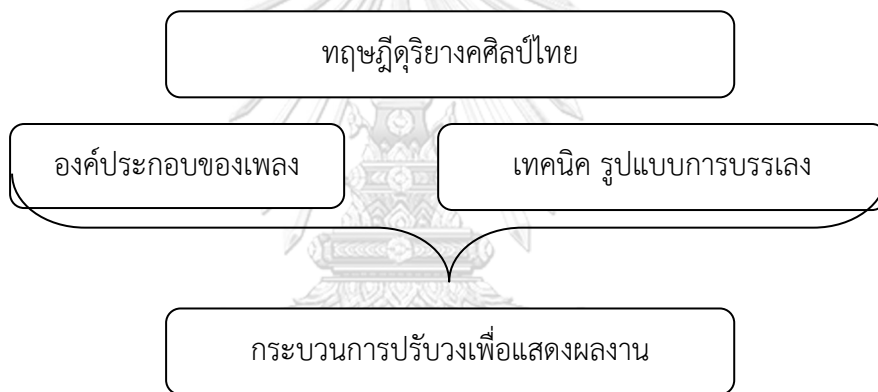 ทฤษฎีดุริยางคศิลป์ไทย
องค์ประกอบของเพลง
เทคนิค รูปแบบการบรรเลง
กระบวนการปรับวงเพื่อแสดงผลงาน